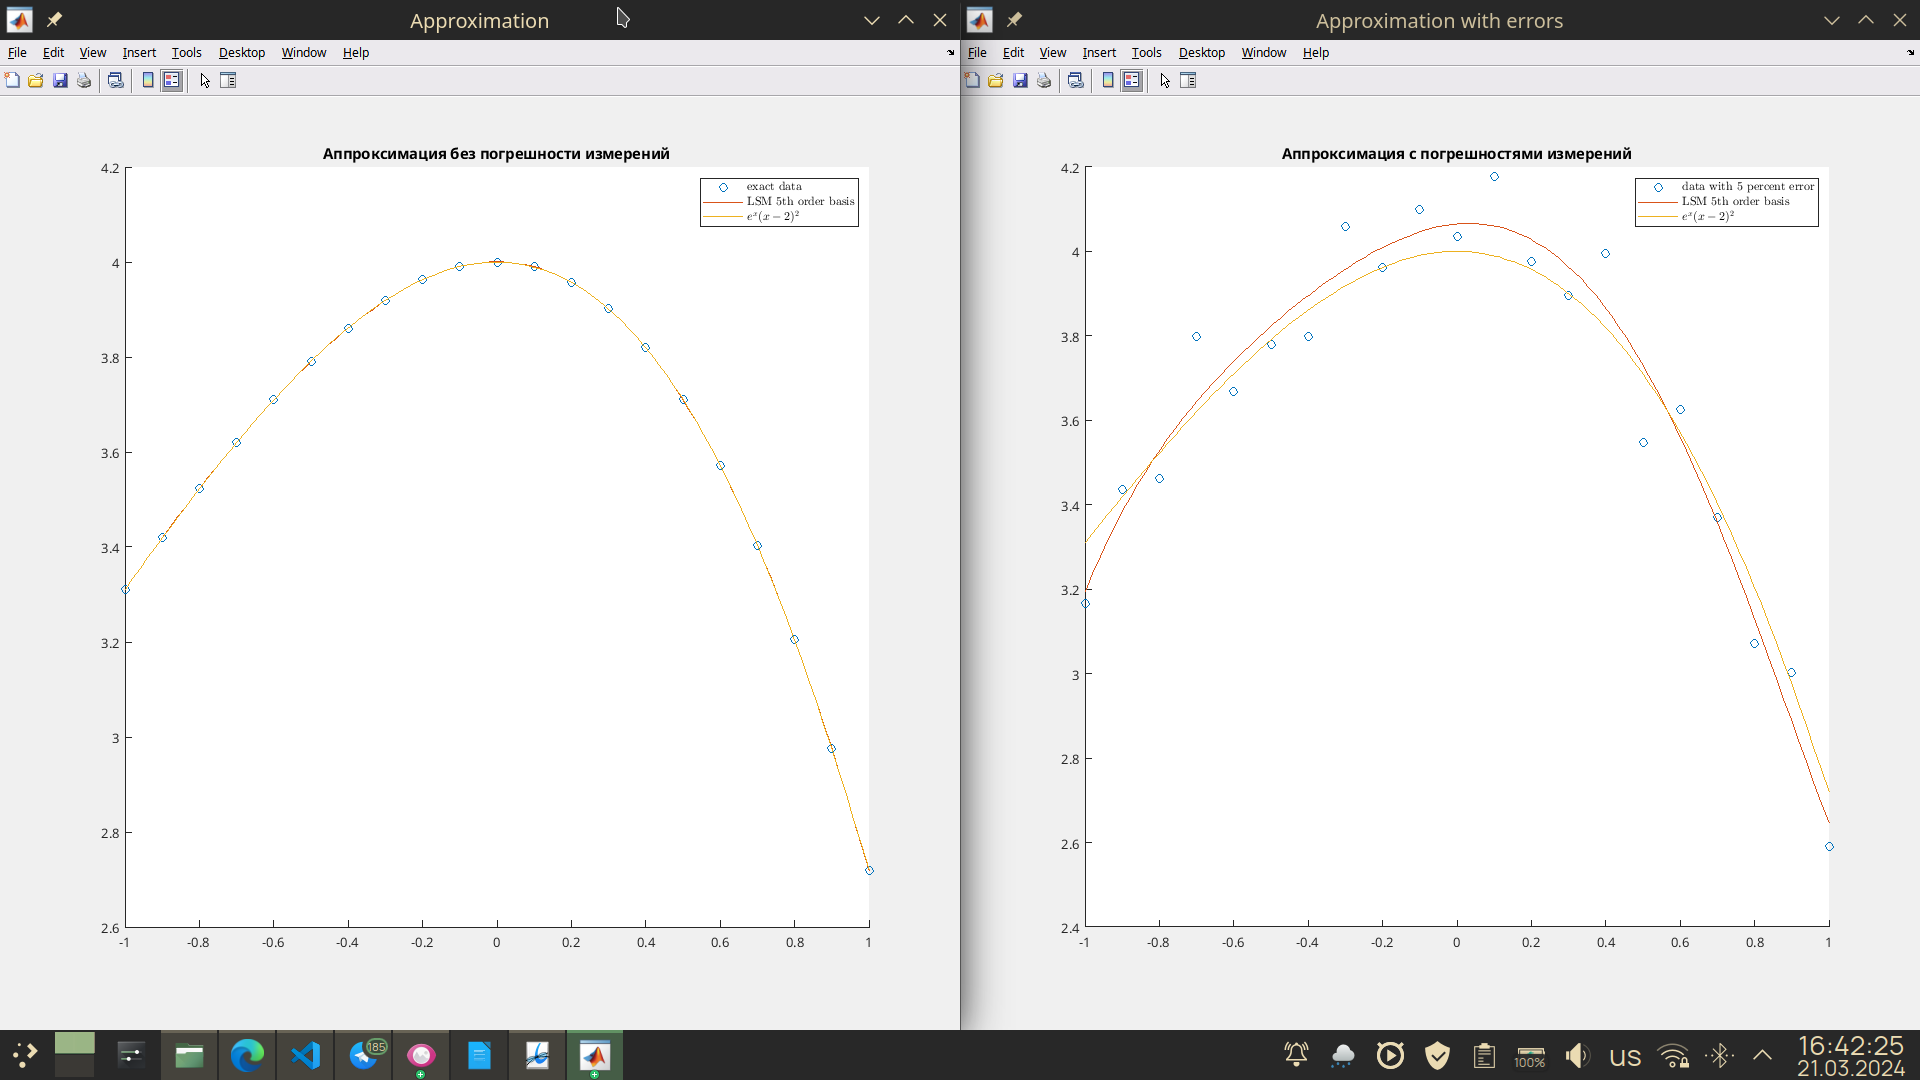 Approximation
File Edit View Insert Tools Desktop Window Help
Аппроксимация без погрешности измерений
exact data
LSM 5th order basis
eˣ(x − 2)²
4.2
4
3.8
3.6
3.4
3.2
3
2.8
2.6
-1 -0.8 -0.6 -0.4 -0.2 0 0.2 0.4 0.6 0.8 1
Approximation with errors
File Edit View Insert Tools Desktop Window Help
Аппроксимация с погрешностями измерений
data with 5 percent error
LSM 5th order basis
eˣ(x − 2)²
4.2
4
3.8
3.6
3.4
3.2
3
2.8
2.6
2.4
-1 -0.8 -0.6 -0.4 -0.2 0 0.2 0.4 0.6 0.8 1
185
100%
us
16:42:25
21.03.2024